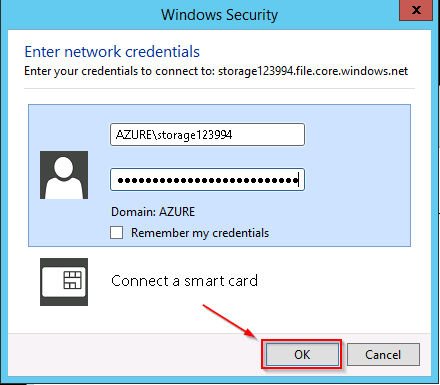 Windows Security
Enter network credentials
Enter your credentials to connect to: storage123994.file.core.windows.net
AZURE\storage123994
••••••••••••••••••••••••••
Domain: AZURE
Remember my credentials
Connect a smart card
OK
Cancel